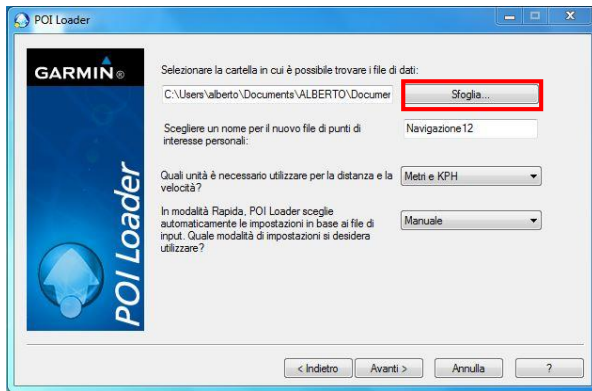 POI Loader
GARMIN®
POI Loader
Selezionare la cartella in cui è possibile trovare i file di dati:
C:\Users\alberto\Documents\ALBERTO\Documer
Sfoglia...
Scegliere un nome per il nuovo file di punti di
interesse personali:
Navigazione12
Quali unità è necessario utilizzare per la distanza e la
velocità?
Metri e KPH
In modalità Rapida, POI Loader sceglie
automaticamente le impostazioni in base ai file di
input. Quale modalità di impostazioni si desidera
utilizzare?
Manuale
< Indietro
Avanti >
Annulla
?